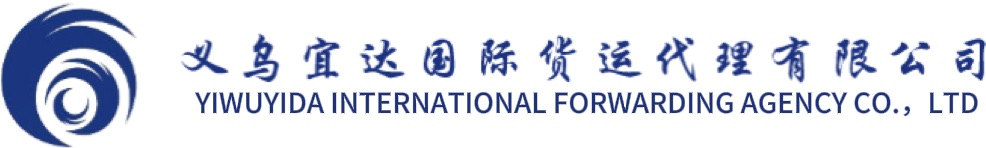 义乌宜达国际货运代理有限公司
YIWUYIDA INTERNATIONAL FORWARDING AGENCY CO.，LTD